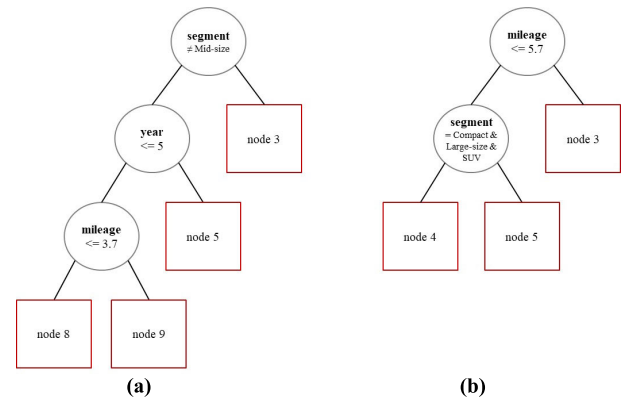 segment
≠ Mid-size
year
<= 5
node 3
mileage
<= 3.7
node 5
node 8
node 9
(a)
mileage
<= 5.7
segment
= Compact &
Large-size &
SUV
node 3
node 4
node 5
(b)